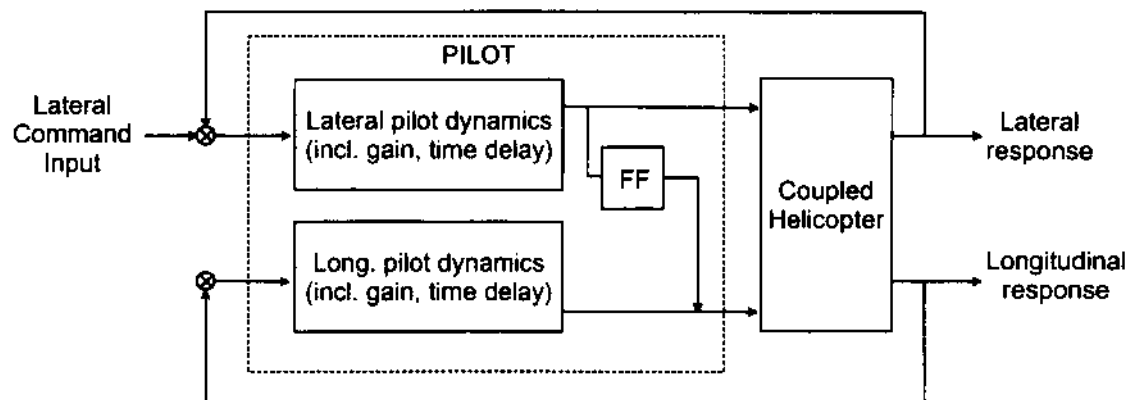 PILOT
Lateral
Command
Input
Lateral pilot dynamics
(incl. gain, time delay)
FF
Long. pilot dynamics
(incl. gain, time delay)
Coupled
Helicopter
Lateral
response
Longitudinal
response